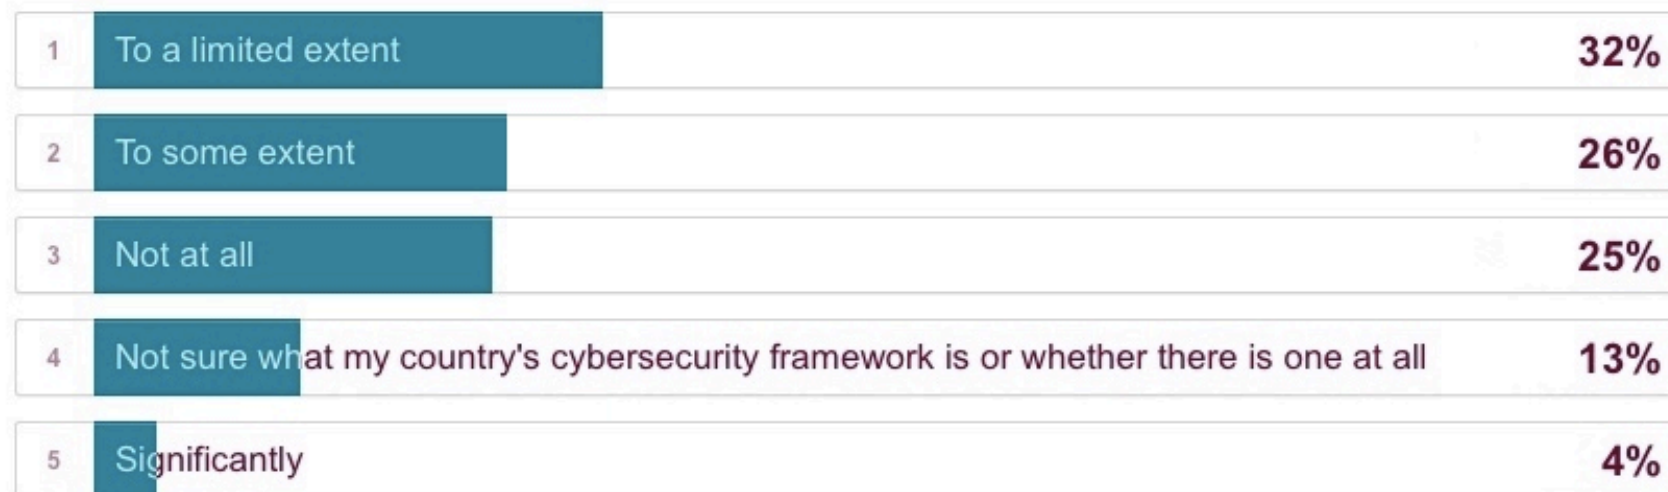 1 To a limited extent 32%
2 To some extent 26%
3 Not at all 25%
4 Not sure what my country's cybersecurity framework is or whether there is one at all 13%
5 Significantly 4%